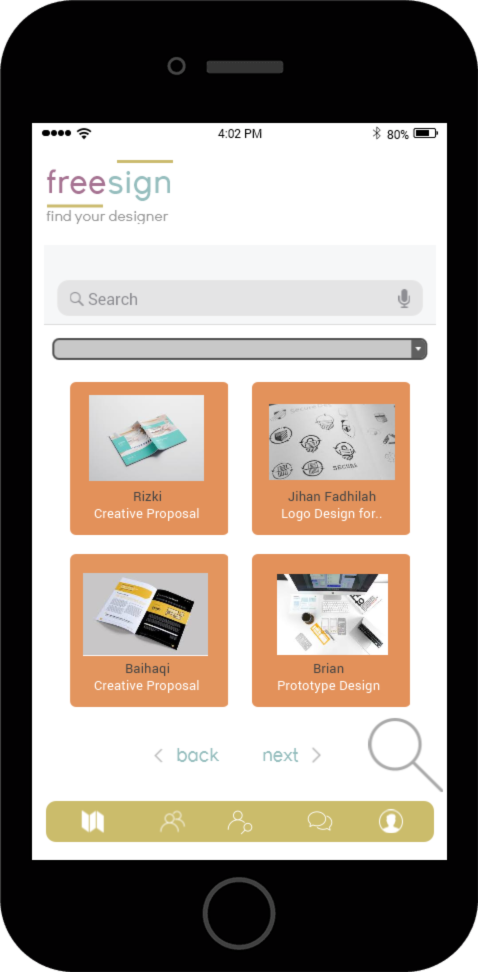 4:02 PM
80%
freesign
find your designer
Search
Rizki
Creative Proposal
Jihan Fadhilah
Logo Design for..
Baihaqi
Creative Proposal
Brian
Prototype Design
back
next